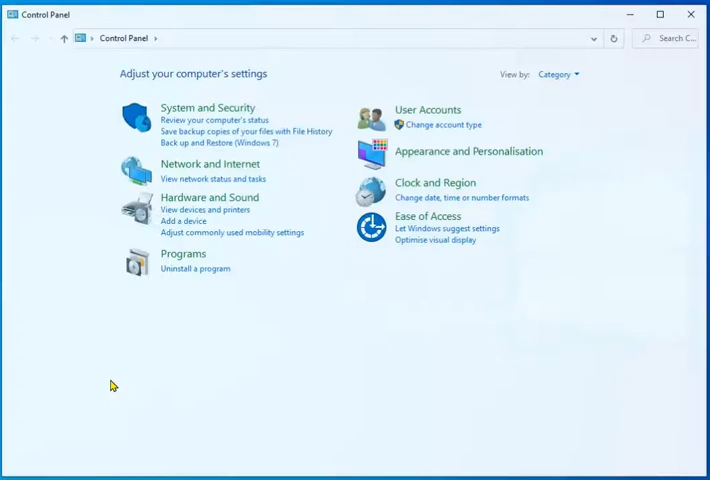 Control Panel
Control Panel
Search C...
Adjust your computer's settings
View by: Category
System and Security
Review your computer's status
Save backup copies of your files with File History
Back up and Restore (Windows 7)
Network and Internet
View network status and tasks
Hardware and Sound
View devices and printers
Add a device
Adjust commonly used mobility settings
Programs
Uninstall a program
User Accounts
Change account type
Appearance and Personalisation
Clock and Region
Change date, time or number formats
Ease of Access
Let Windows suggest settings
Optimise visual display